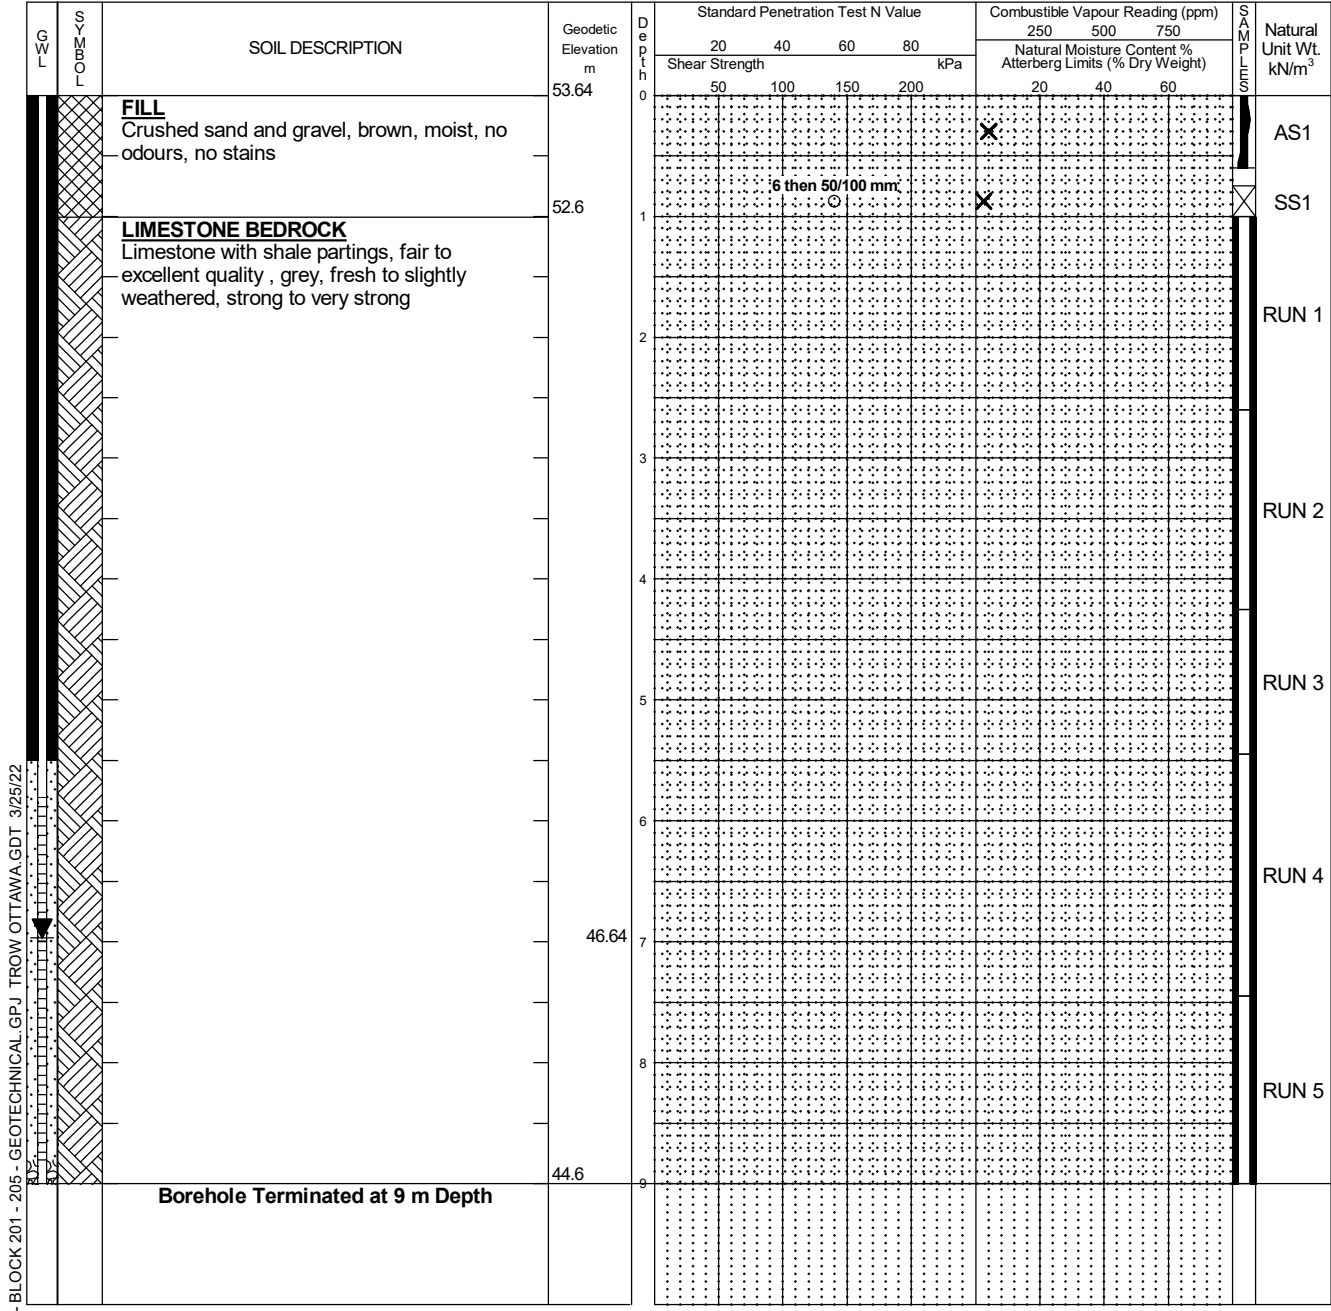 GWL
SYMBOL
SOIL DESCRIPTION
Geodetic
Elevation
m
Depth
Standard Penetration Test N Value
20 40 60 80
Shear Strength kPa
50 100 150 200
Combustible Vapour Reading (ppm)
250 500 750
Natural Moisture Content %
Atterberg Limits (% Dry Weight)
20 40 60
SAMPLES
Natural
Unit Wt.
kN/m³
53.64
0
FILL
Crushed sand and gravel, brown, moist, no
odours, no stains
AS1
6 then 50/100 mm
SS1
52.6
1
LIMESTONE BEDROCK
Limestone with shale partings, fair to
excellent quality , grey, fresh to slightly
weathered, strong to very strong
RUN 1
2
3
RUN 2
4
RUN 3
5
6
RUN 4
46.64
7
8
RUN 5
44.6
9
Borehole Terminated at 9 m Depth
- BLOCK 201 - 205 - GEOTECHNICAL.GPJ TROW OTTAWA.GDT 3/25/22